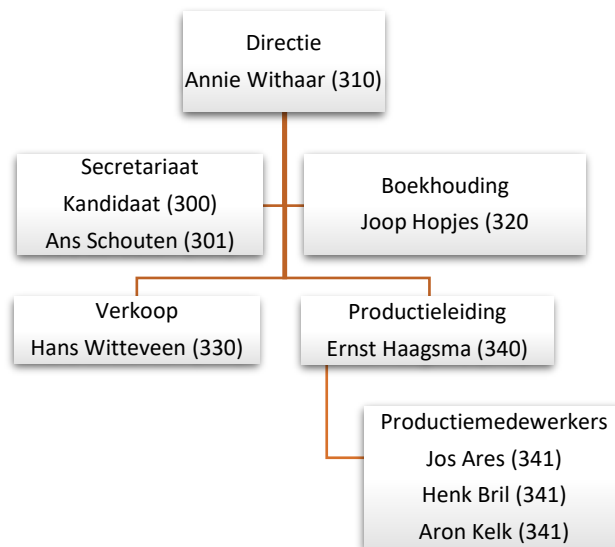 Directie
Annie Withaar (310)
Secretariaat
Kandidaat (300)
Ans Schouten (301)
Boekhouding
Joop Hopjes (320
Verkoop
Hans Witteveen (330)
Productieleiding
Ernst Haagsma (340)
Productiemedewerkers
Jos Ares (341)
Henk Bril (341)
Aron Kelk (341)